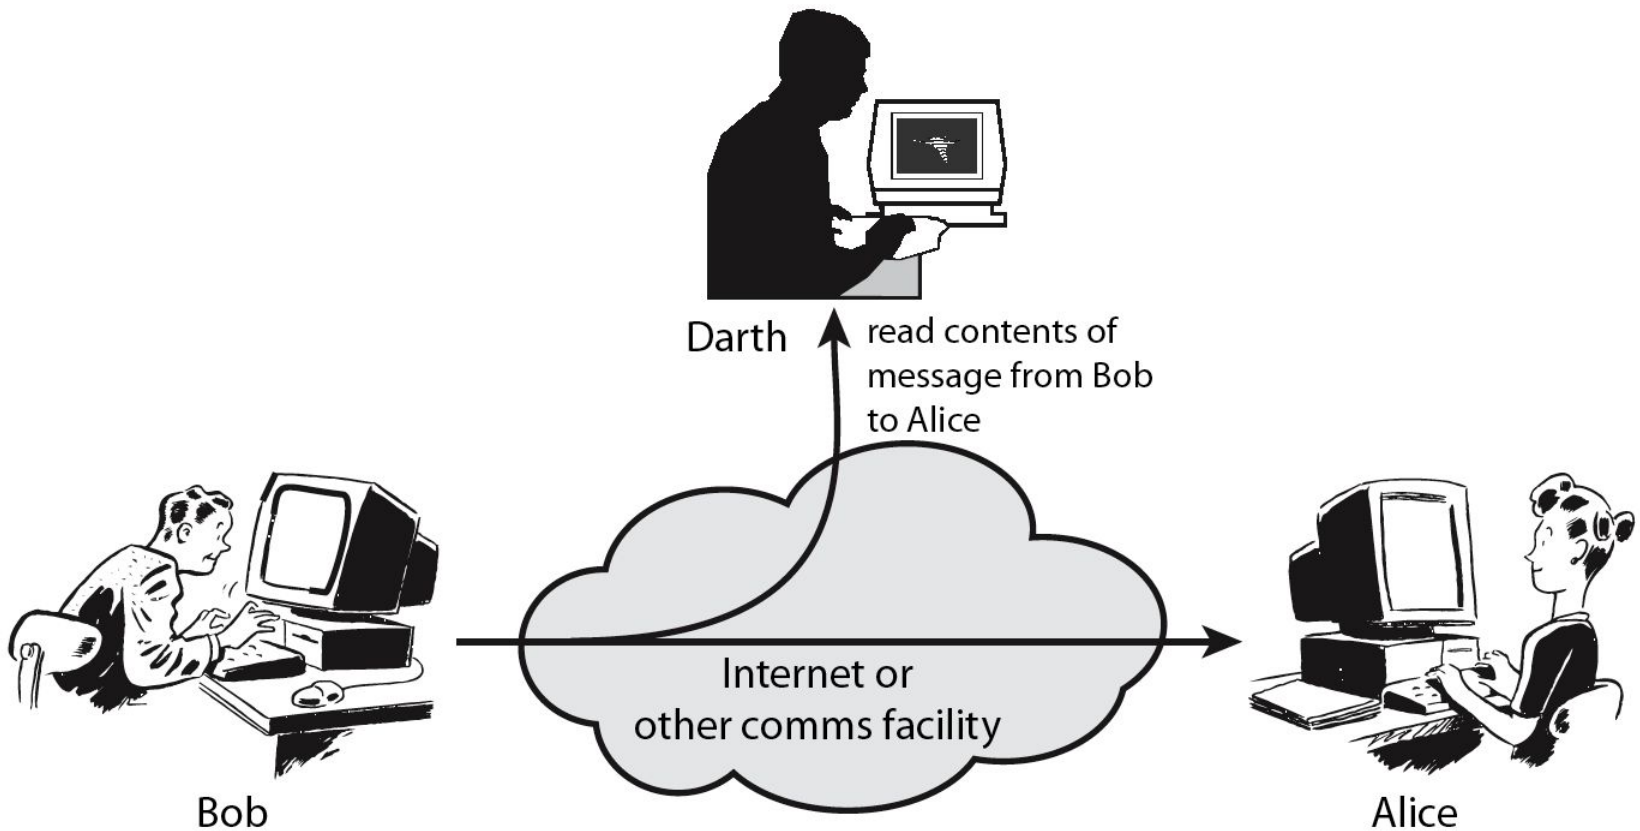 Darth
read contents of
message from Bob
to Alice
Internet or
other comms facility
Bob
Alice